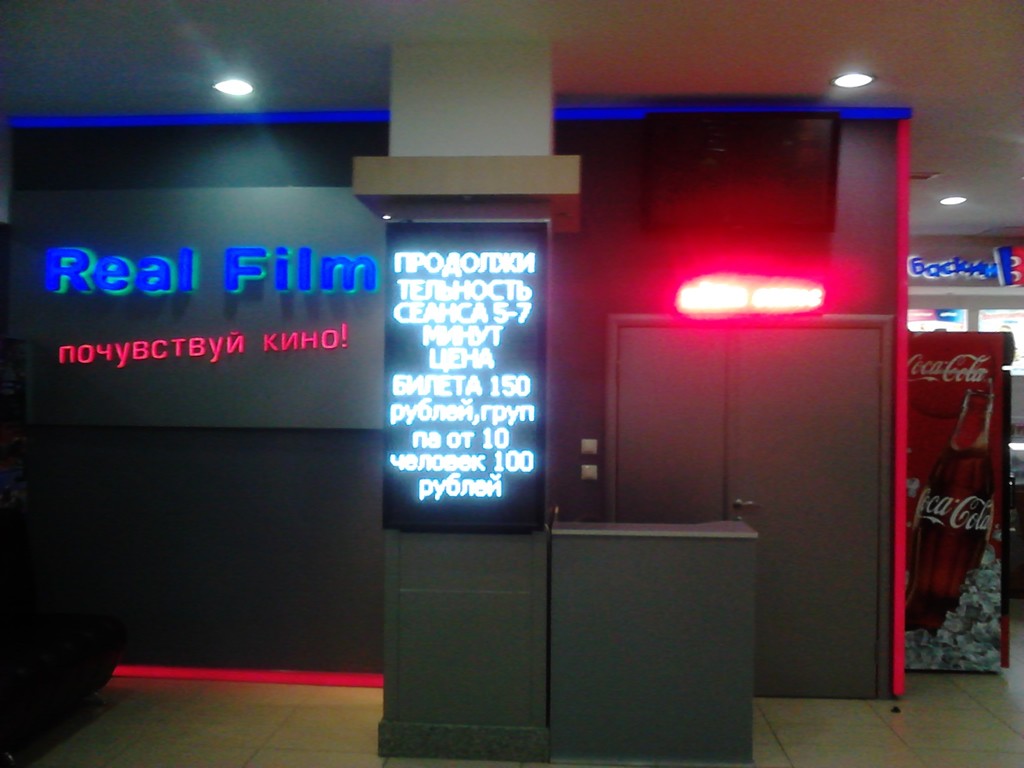 Real Film
почувствуй кино!
ПРОДОЛЖИ
ТЕЛЬНОСТЬ
СЕАНСА 5-7
МИНУТ
ЦЕНА
БИЛЕТА 150
рублей,груп
па от 10
человек 100
рублей
Coca-Cola
Coca-Cola